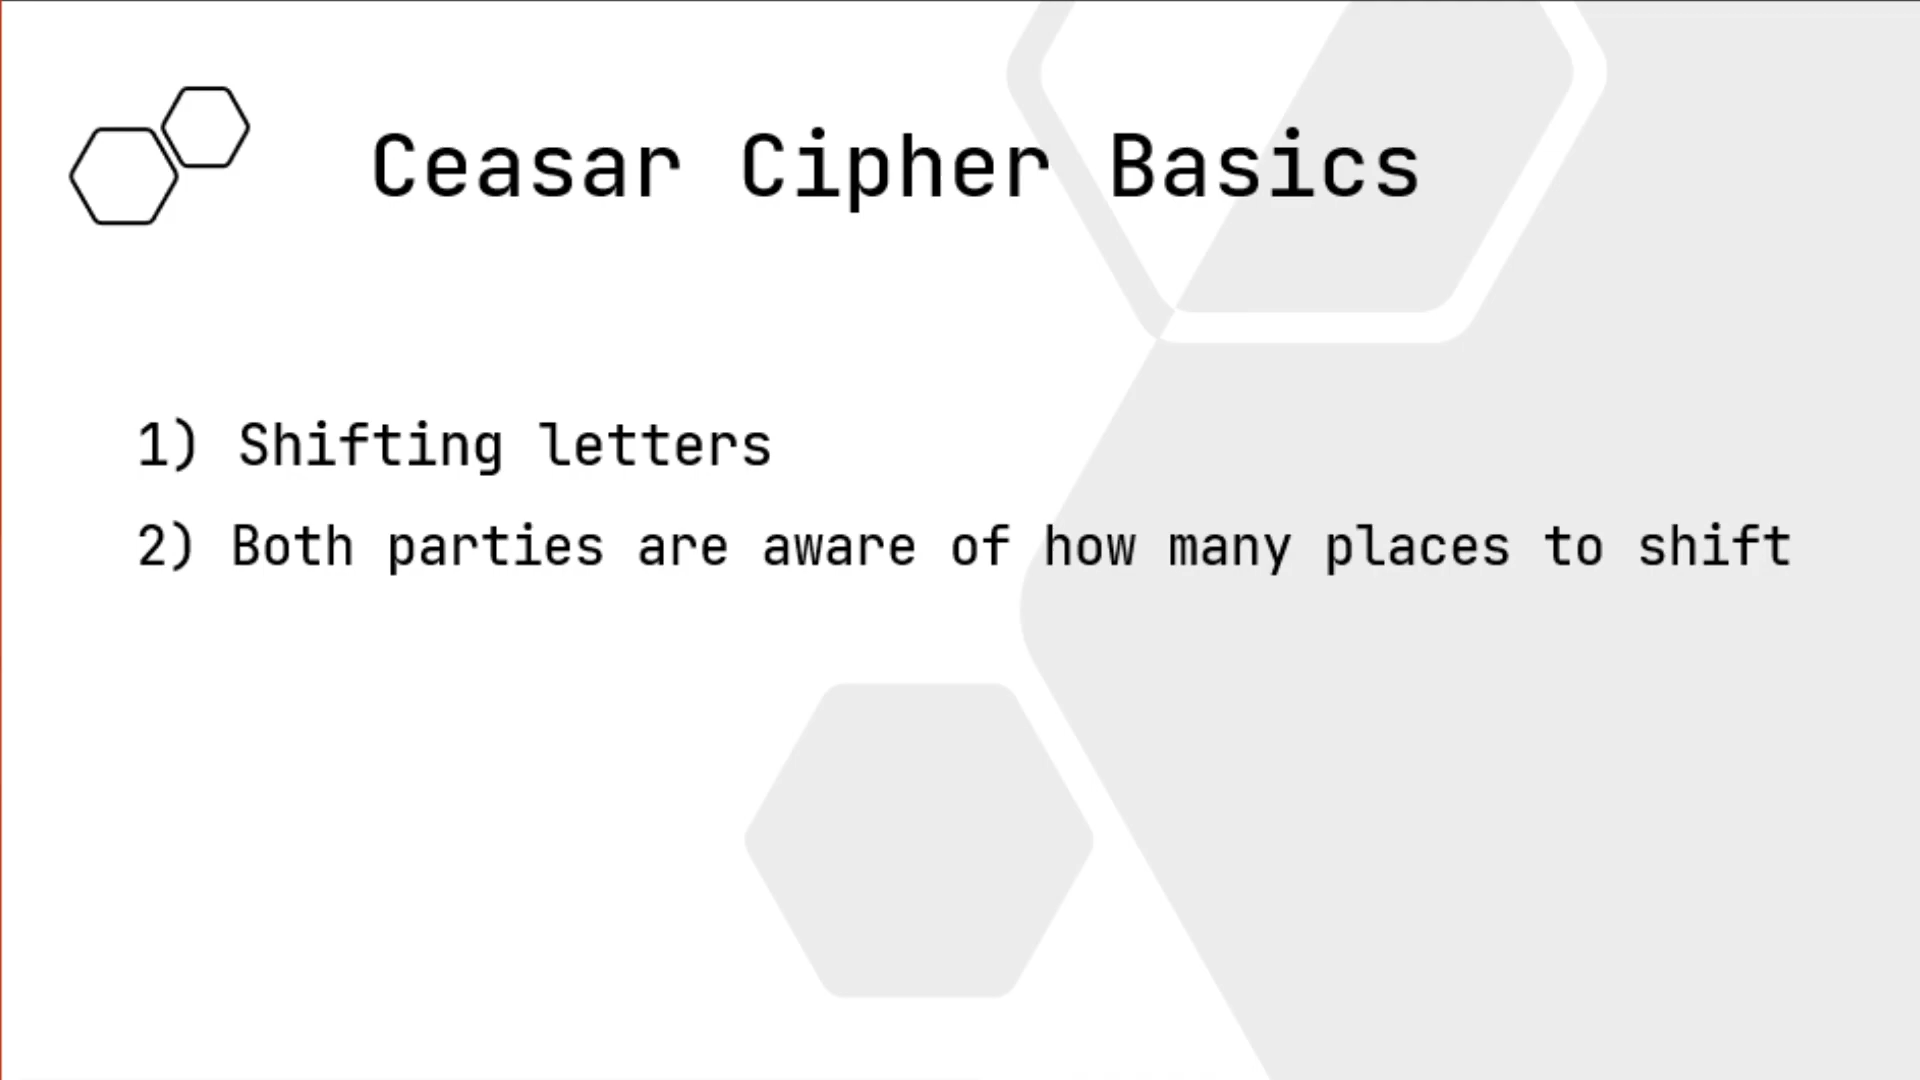 Ceasar Cipher Basics
1) Shifting letters
2) Both parties are aware of how many places to shift